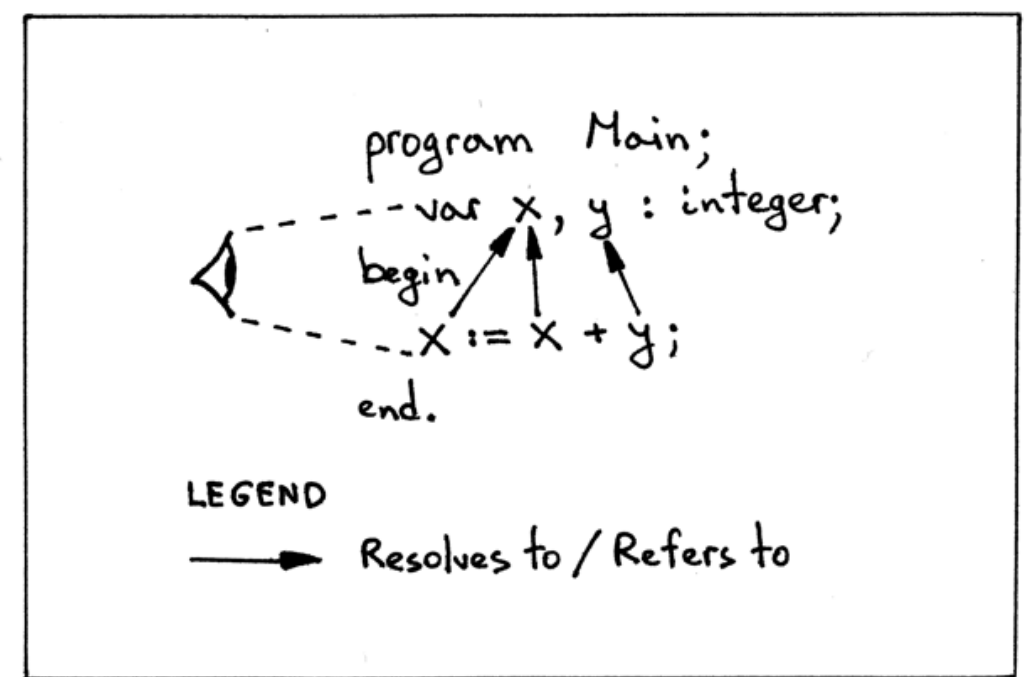 program Main;
var x, y : integer;
begin
x := x + y;
end.
LEGEND
Resolves to / Refers to